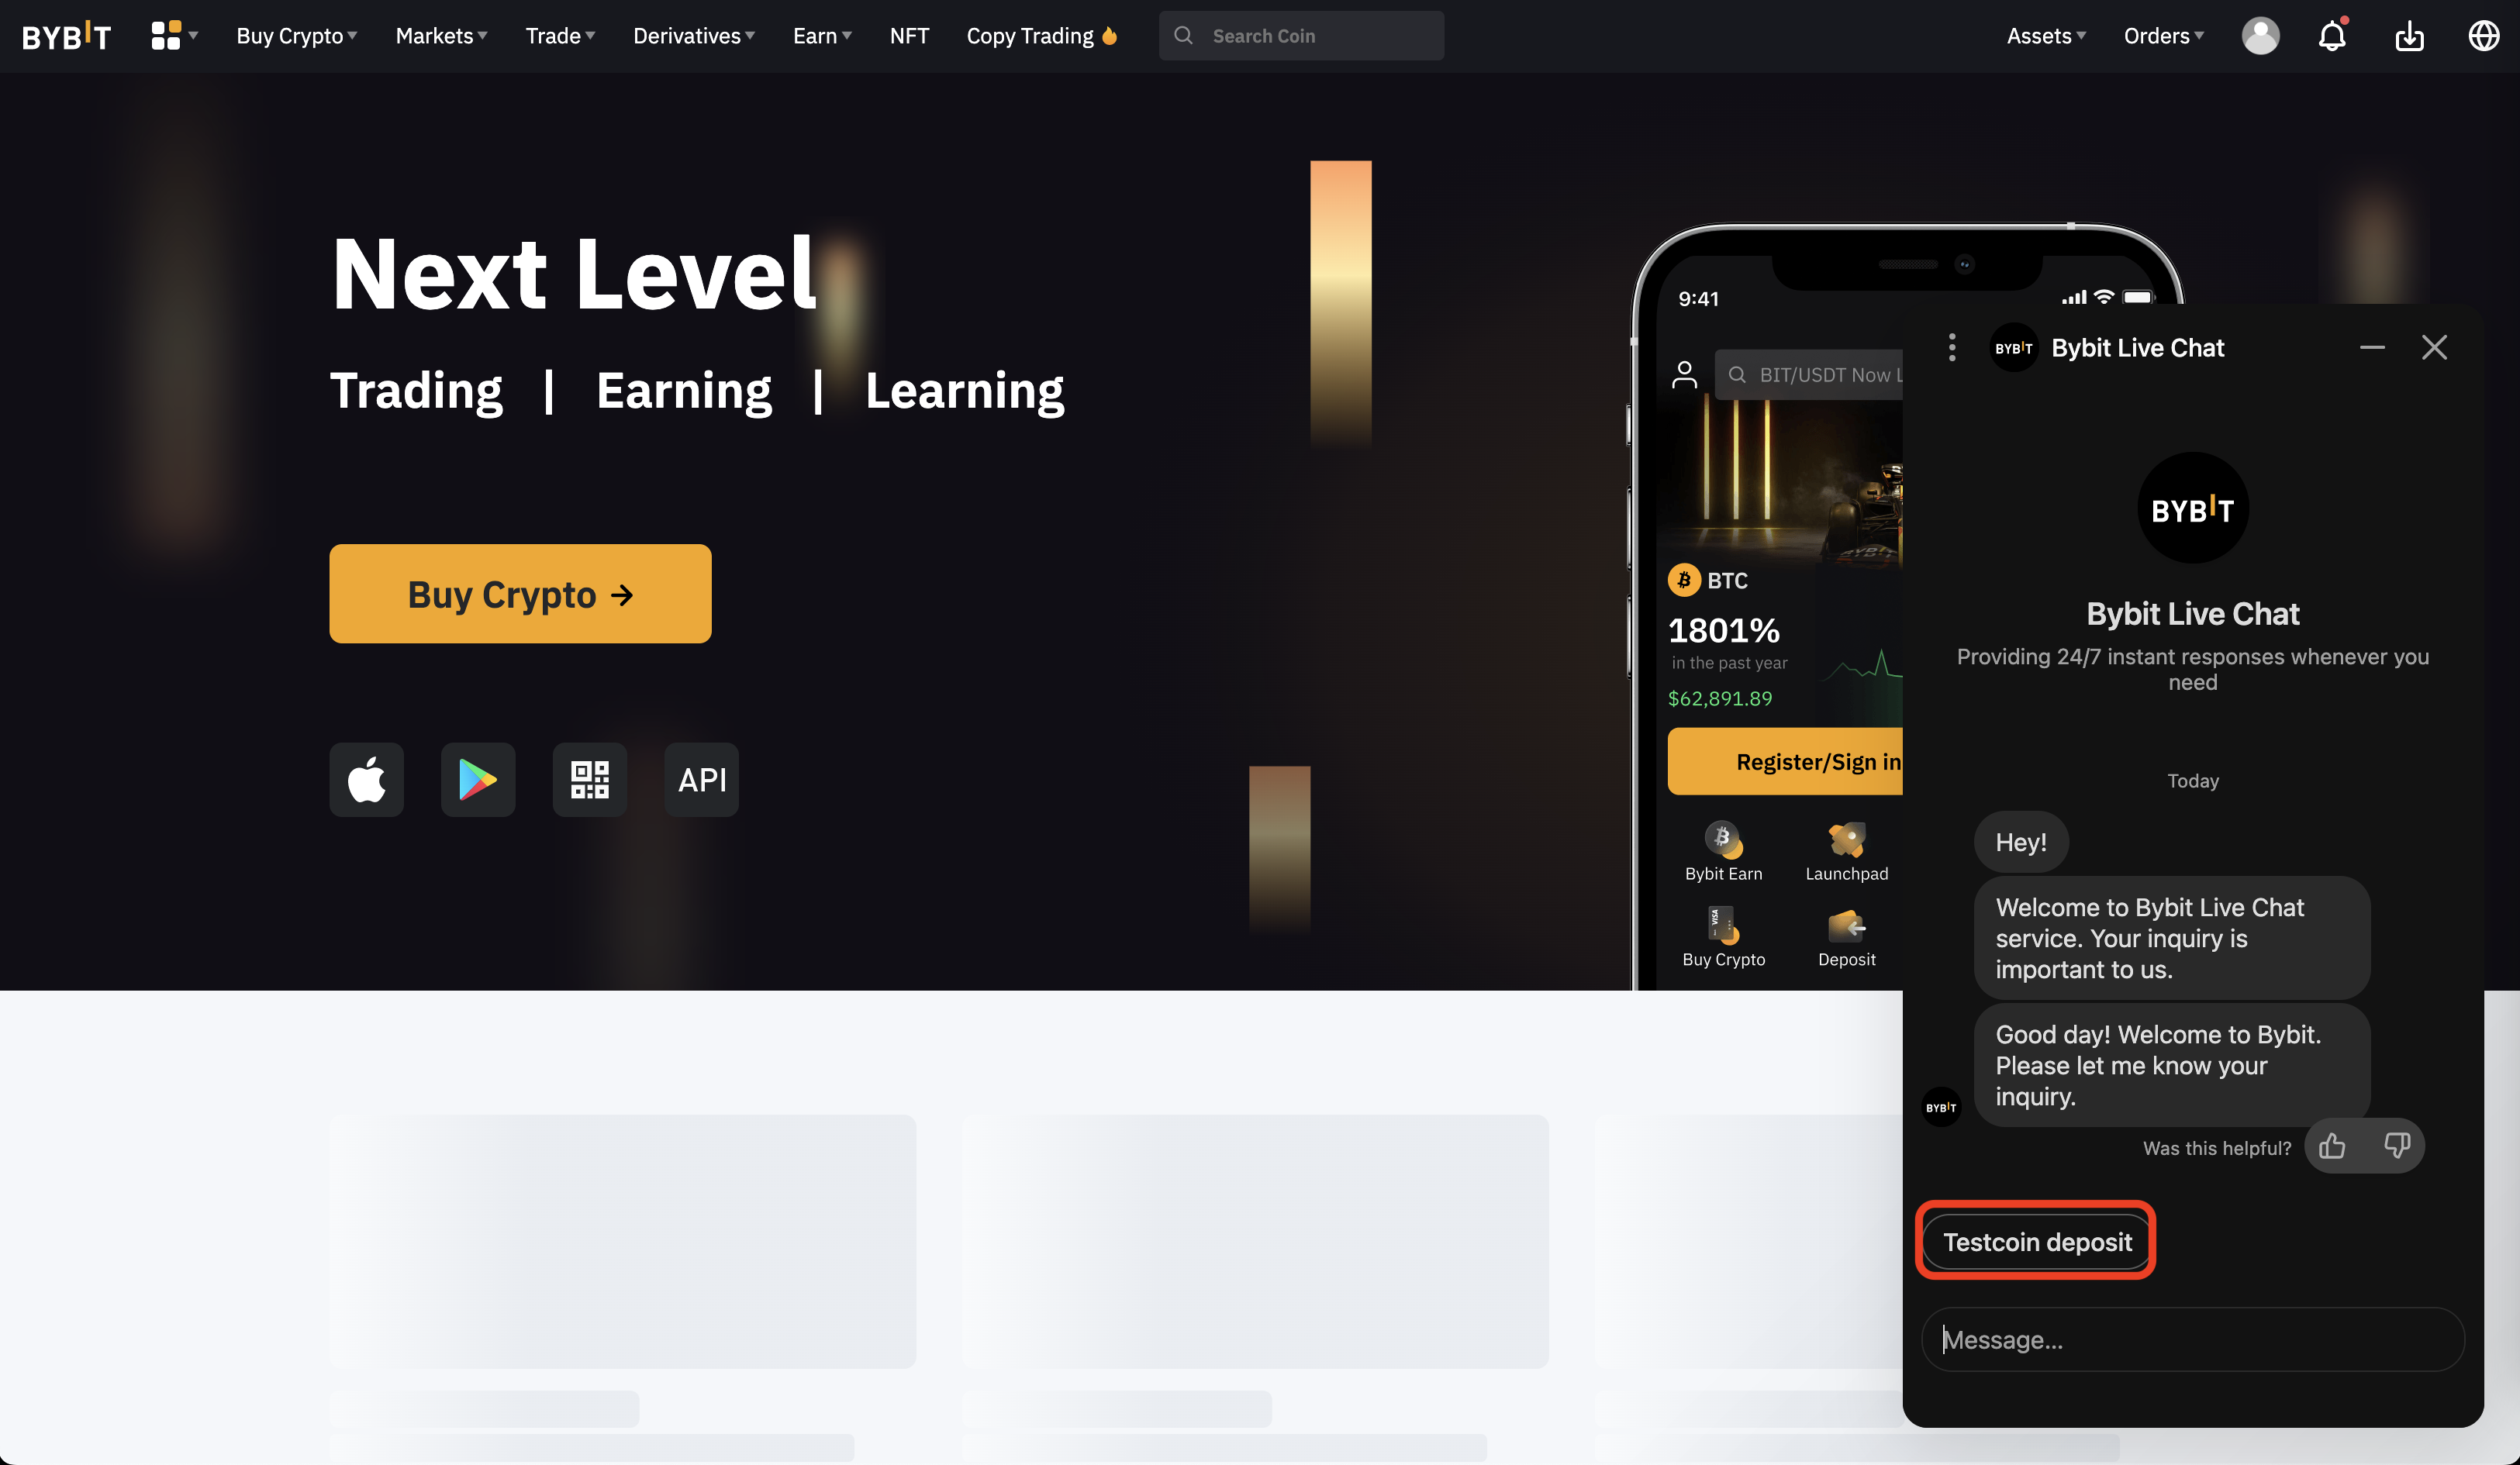 BYBIT
Buy Crypto
Markets
Trade
Derivatives
Earn
NFT
Copy Trading
Search Coin
Assets
Orders
Next Level
Trading | Earning | Learning
Buy Crypto →
API
9:41
BIT/USDT Now L
BTC
1801%
in the past year
$62,891.89
Register/Sign in
Bybit Earn
Launchpad
VISA
Buy Crypto
Deposit
BYBIT
Bybit Live Chat
BYBIT
Bybit Live Chat
Providing 24/7 instant responses whenever you
need
Today
Hey!
Welcome to Bybit Live Chat
service. Your inquiry is
important to us.
Good day! Welcome to Bybit.
Please let me know your
inquiry.
BYBIT
Was this helpful?
Testcoin deposit
Message...